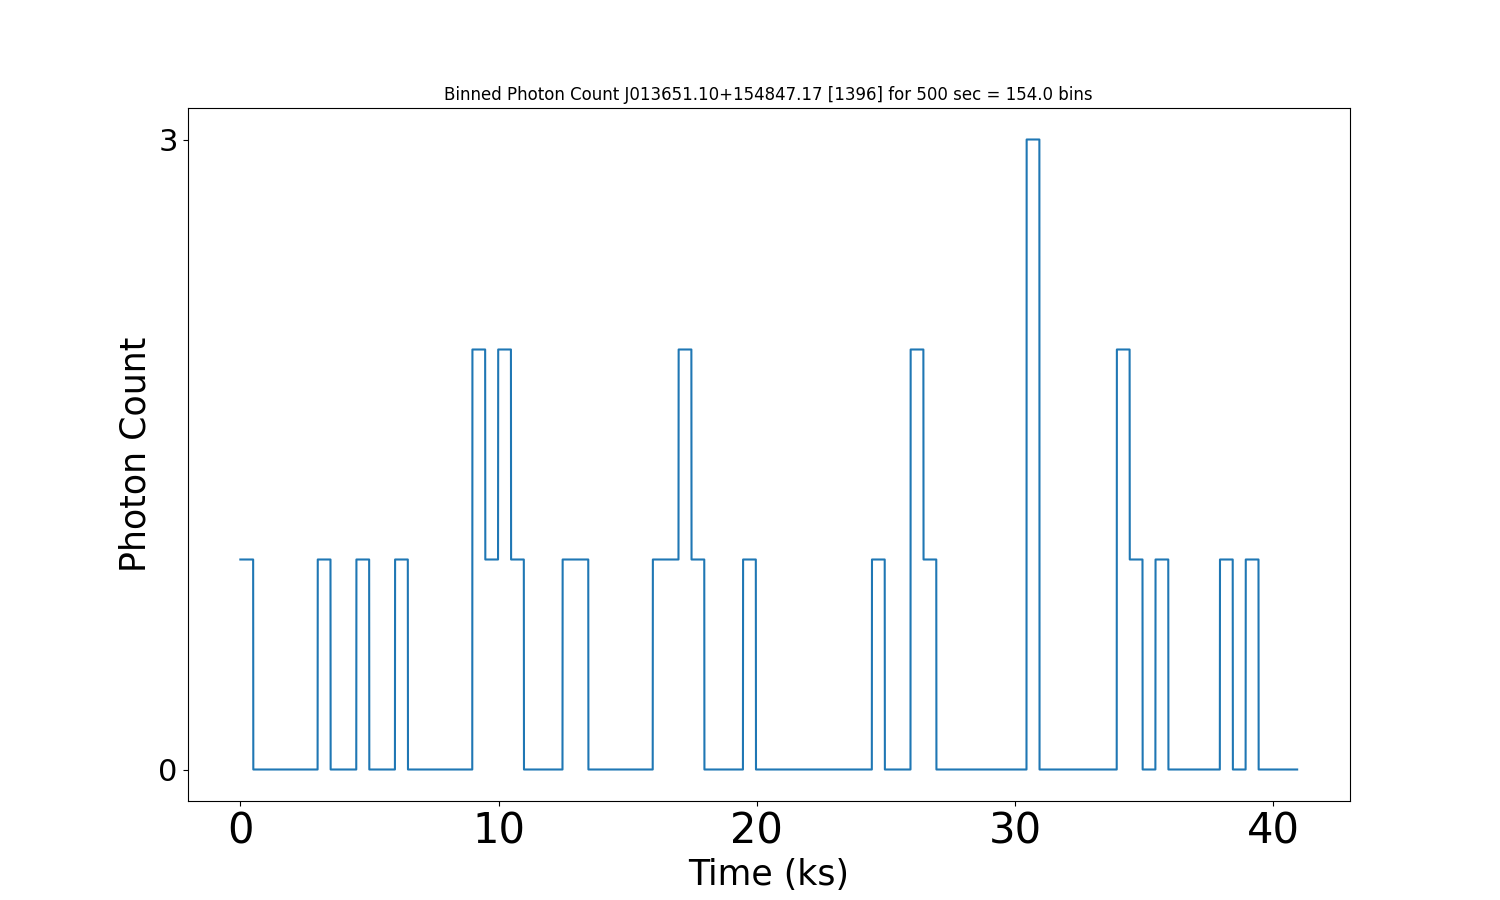 Binned Photon Count J013651.10+154847.17 [1396] for 500 sec = 154.0 bins
3
Photon Count
0
0 10 20 30 40
Time (ks)